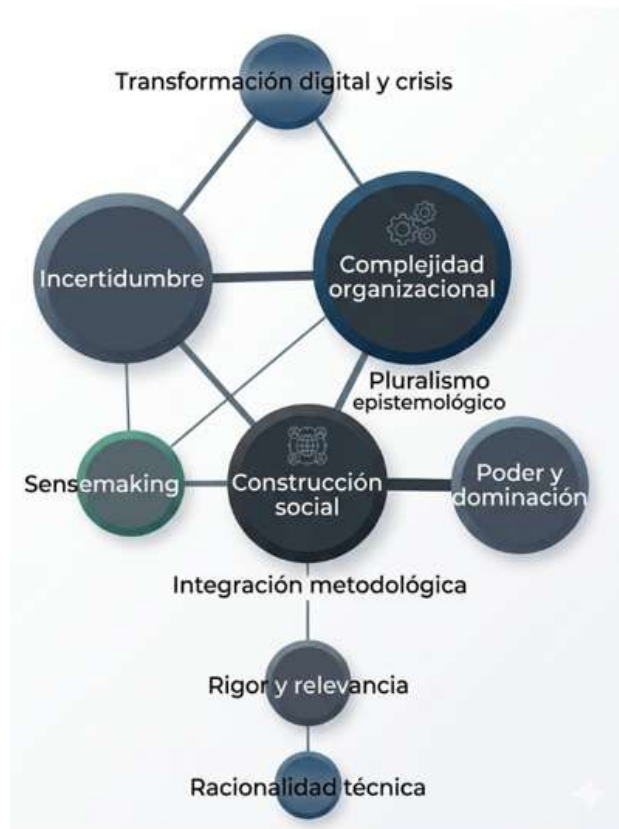 Transformación digital y crisis
Incertidumbre
Complejidad
organizacional
Pluralismo
epistemológico
Sensemaking
Construcción
social
Poder y
dominación
Integración metodológica
Rigor y relevancia
Racionalidad técnica